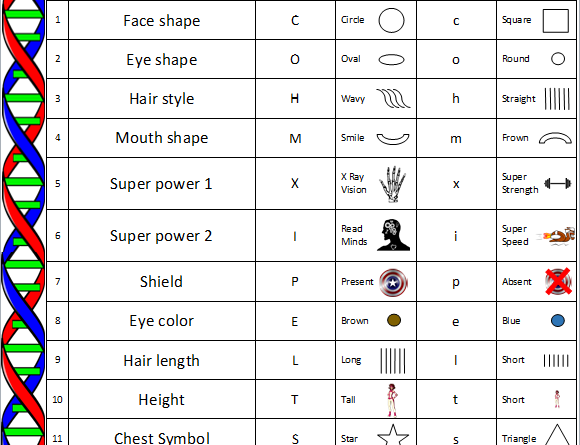 1 Face shape C Circle c Square
2 Eye shape O Oval o Round
3 Hair style H Wavy h Straight
4 Mouth shape M Smile m Frown
5 Super power 1 X X Ray Vision x Super Strength
6 Super power 2 I Read Minds i Super Speed
7 Shield P Present p Absent
8 Eye color E Brown e Blue
9 Hair length L Long l Short
10 Height T Tall t Short
11 Chest Symbol S Star s Triangle